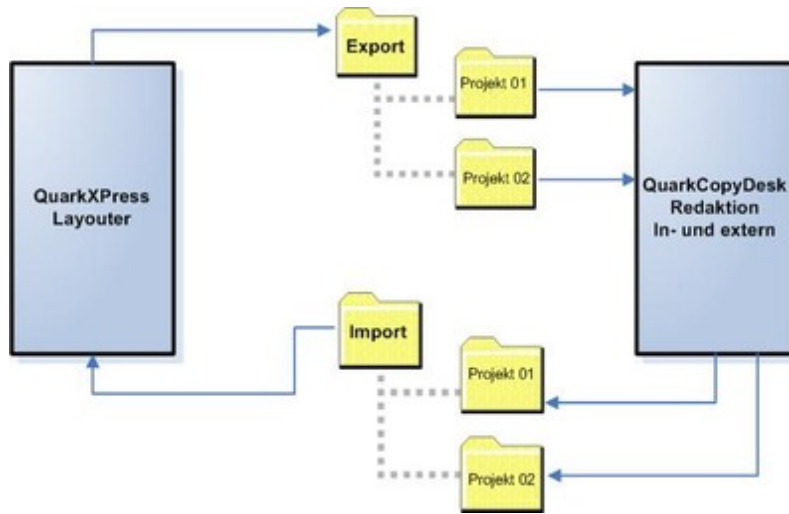 Export
Projekt 01
Projekt 02
QuarkXPress
Layouter
QuarkCopyDesk
Redaktion
In- und extern
Import
Projekt 01
Projekt 02